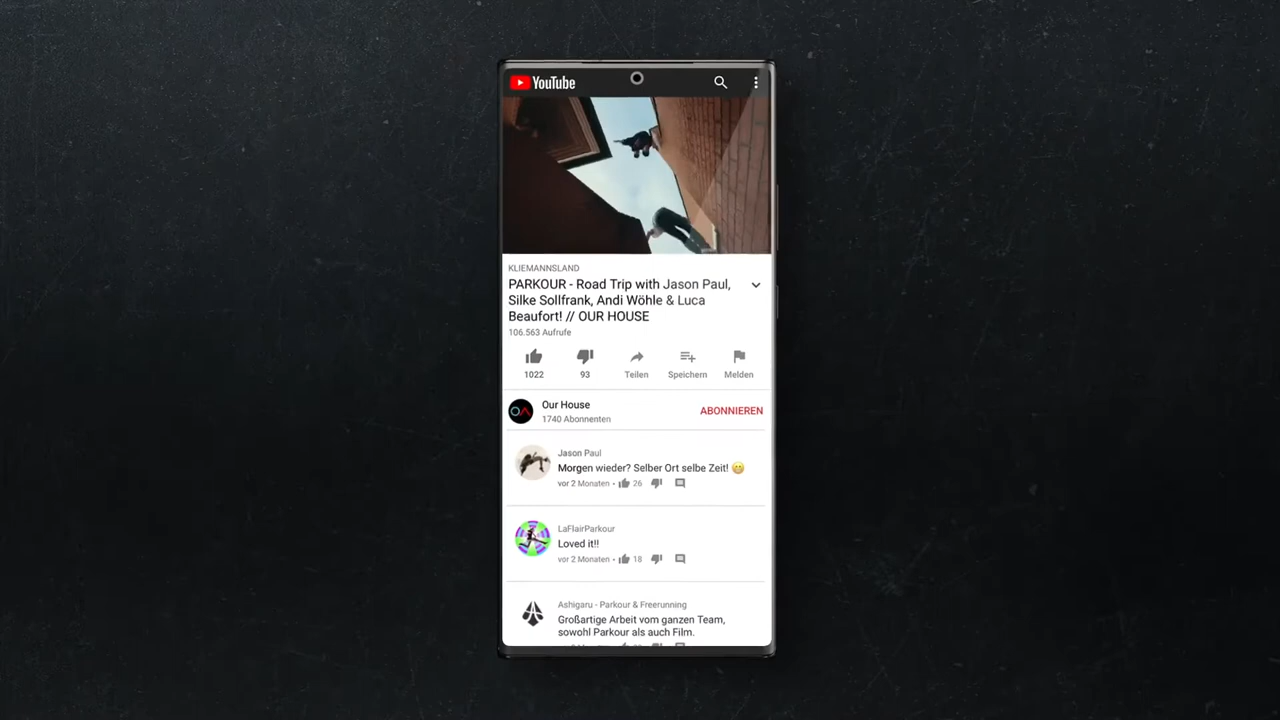 YouTube
KLIEMANNSLAND
PARKOUR - Road Trip with Jason Paul,
Silke Sollfrank, Andi Wöhle & Luca
Beaufort! // OUR HOUSE
106.563 Aufrufe
1022
93
Teilen
Speichern
Melden
Our House
1740 Abonnenten
ABONNIEREN
Jason Paul
Morgen wieder? Selber Ort selbe Zeit! 😁
vor 2 Monaten • 26
LaFlairParkour
Loved it!!
vor 2 Monaten • 18
Ashigaru - Parkour & Freerunning
Großartige Arbeit vom ganzen Team,
sowohl Parkour als auch Film.